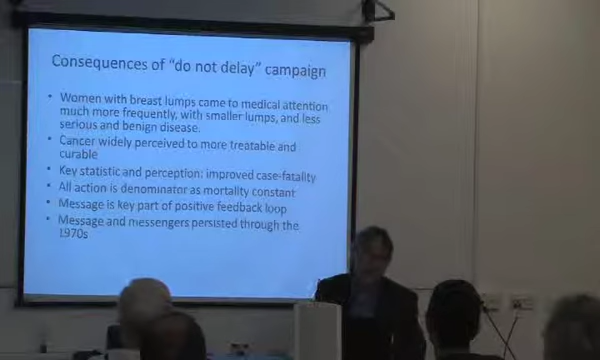 Consequences of "do not delay" campaign
• Women with breast lumps came to medical attention
much more frequently, with smaller lumps, and less
serious and benign disease.
• Cancer widely perceived to more treatable and
curable
• Key statistic and perception: improved case-fatality
• All action is denominator as mortality constant
• Message is key part of positive feedback loop
• Message and messengers persisted through the
1970s